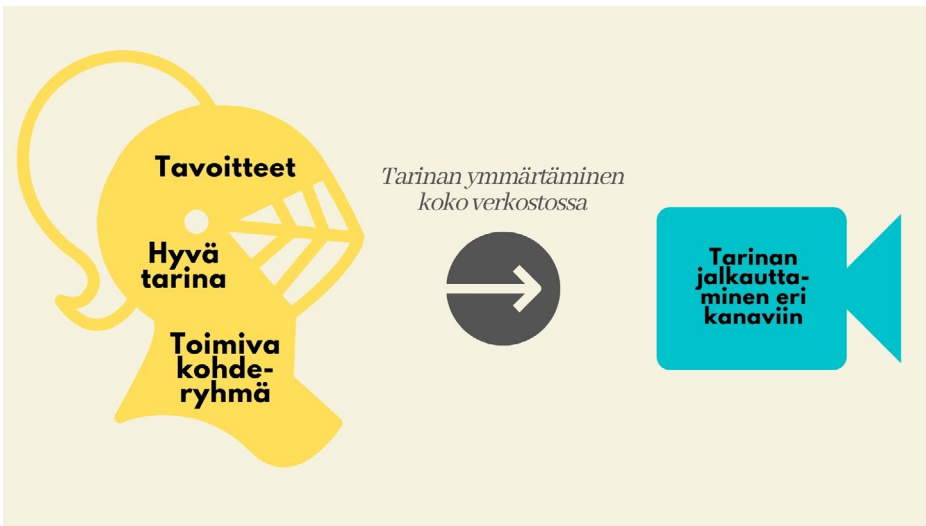 Tavoitteet
Hyvä
tarina
Toimiva
kohde-
ryhmä
Tarinan ymmärtäminen
koko verkostossa
Tarinan
jalkautta-
minen eri
kanaviin